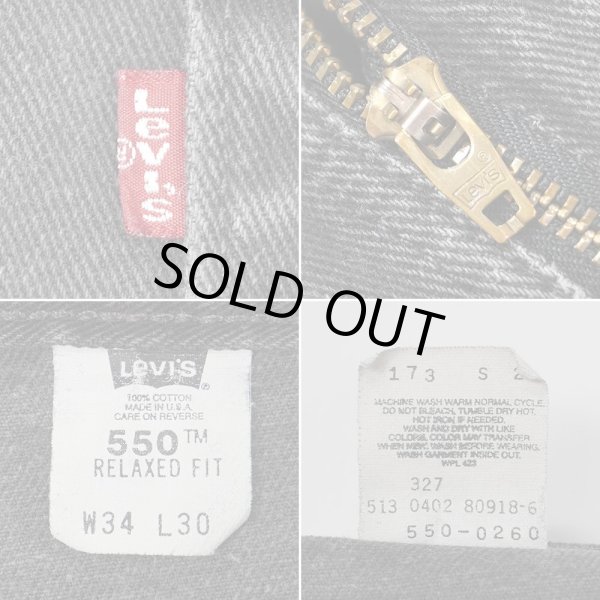 LEVI'S
®
® LEVI'S
SOLD OUT
LEVI'S
®
100% COTTON
MADE IN U.S.A.
CARE ON REVERSE
550™
RELAXED FIT
W34 L30
173 S 2
MACHINE WASH WARM NORMAL CYCLE.
DO NOT BLEACH, TUMBLE DRY HOT.
HOT IRON IF NEEDED.
WASH AND DRY WITH LIKE
COLORS. COLOR MAY TRANSFER
WHEN NEW. WASH BEFORE WEARING.
WASH GARMENT INSIDE OUT.
WPL 423
327
513 0402 80918-6
550-0260